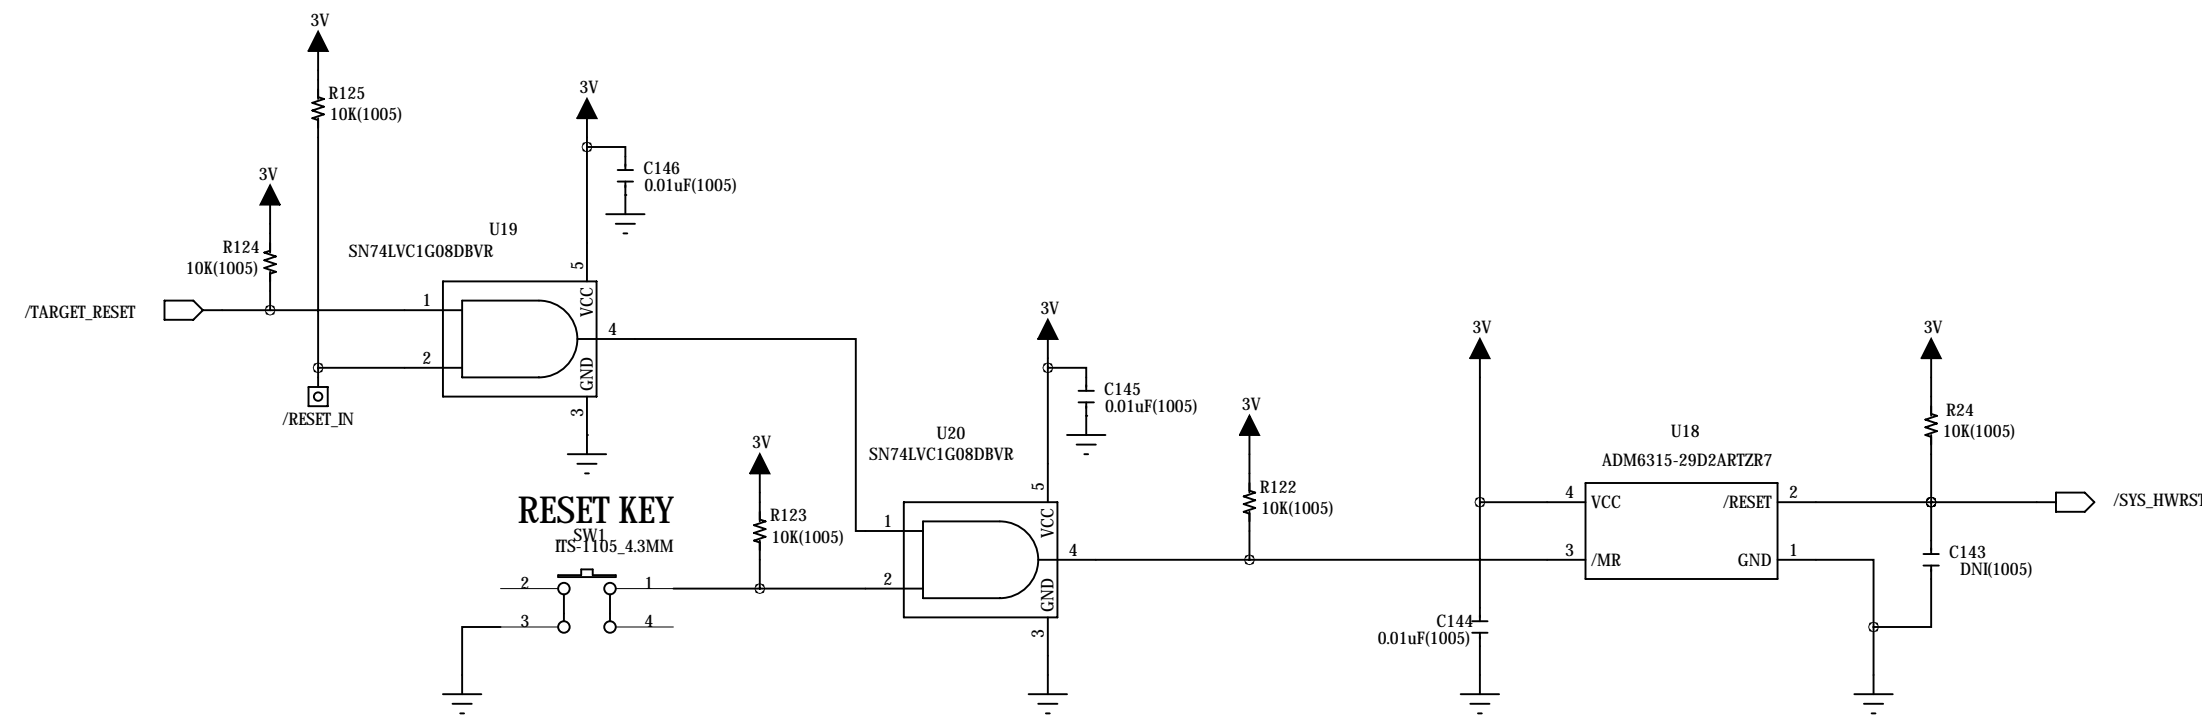 3V
R125
10K(1005)
3V
C146
0.01uF(1005)
3V
R124
10K(1005)
U19
SN74LVC1G08DBVR
5
VCC
/TARGET_RESET
1
4
2
GND
3
/RESET_IN
3V
C145
0.01uF(1005)
3V
R123
10K(1005)
RESET KEY
SW1
ITS-1105_4.3MM
2
1
3
4
U20
SN74LVC1G08DBVR
5
VCC
1
4
2
GND
3
3V
R122
10K(1005)
3V
C144
0.01uF(1005)
U18
ADM6315-29D2ARTZR7
4
VCC
/RESET
2
3
/MR
GND
1
3V
R24
10K(1005)
/SYS_HWRST
C143
DNI(1005)